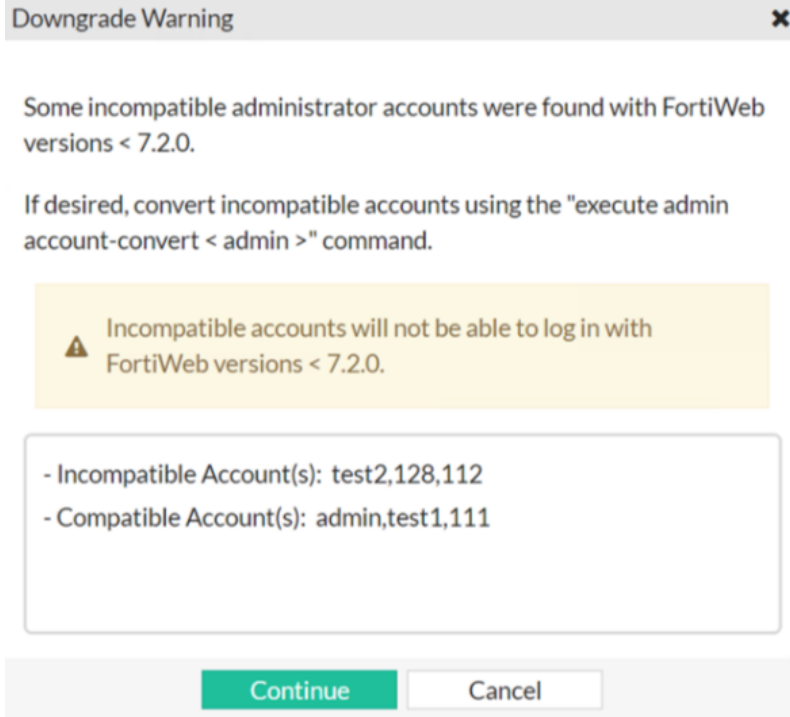 Downgrade Warning
Some incompatible administrator accounts were found with FortiWeb
versions < 7.2.0.
If desired, convert incompatible accounts using the "execute admin
account-convert < admin >" command.
Incompatible accounts will not be able to log in with
FortiWeb versions < 7.2.0.
- Incompatible Account(s): test2,128,112
- Compatible Account(s): admin,test1,111
Continue Cancel